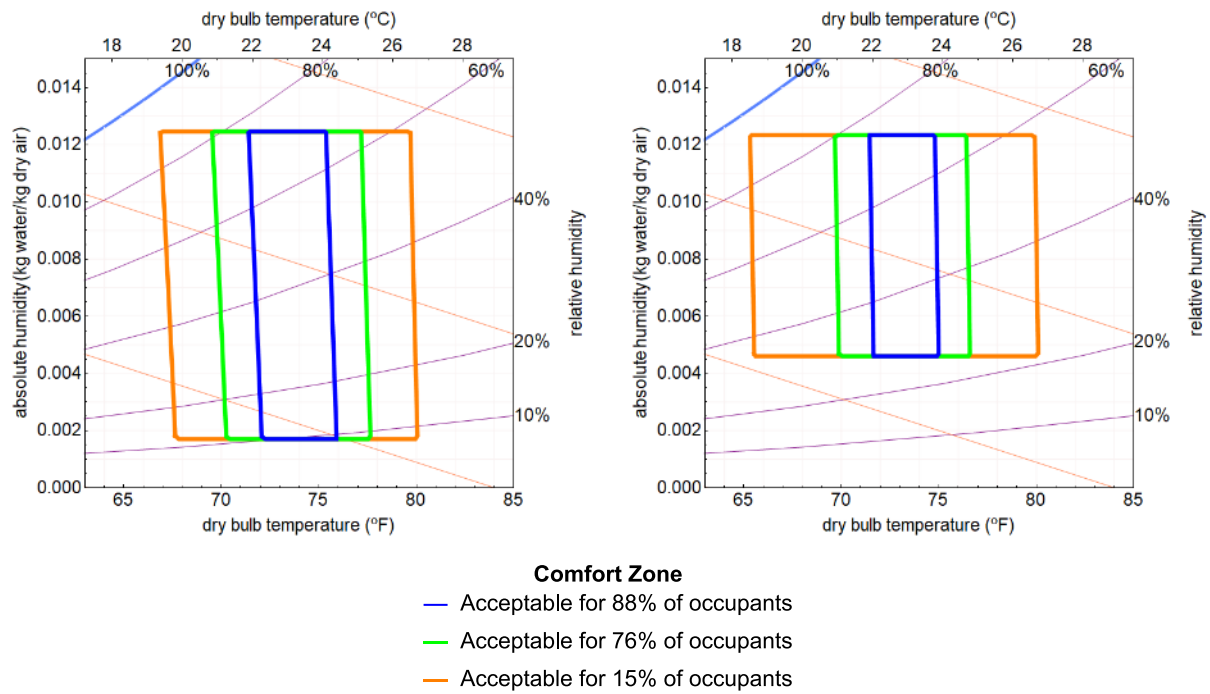 dry bulb temperature (°C)
18 20 22 24 26 28
100% 80% 60%
0.014
0.012
0.010
0.008
0.006
0.004
0.002
0.000
absolute humidity (kg water/kg dry air)
40%
20%
10%
relative humidity
65 70 75 80 85
dry bulb temperature (°F)
dry bulb temperature (°C)
18 20 22 24 26 28
100% 80% 60%
0.014
0.012
0.010
0.008
0.006
0.004
0.002
0.000
absolute humidity (kg water/kg dry air)
40%
20%
10%
relative humidity
65 70 75 80 85
dry bulb temperature (°F)
Comfort Zone
Acceptable for 88% of occupants
Acceptable for 76% of occupants
Acceptable for 15% of occupants